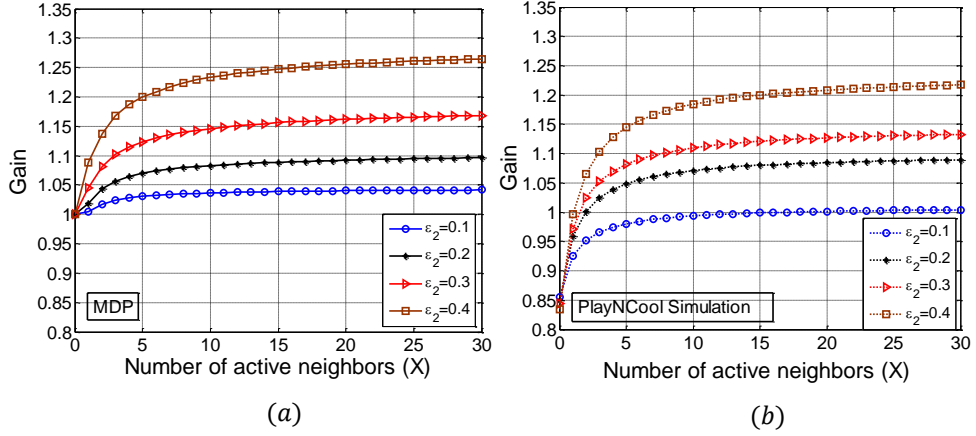 1.35
1.3
1.25
1.2
1.15
1.1
1.05
1
0.95
0.9
0.85
0.8
Gain
0 5 10 15 20 25 30
Number of active neighbors (X)
MDP
ε2=0.1
ε2=0.2
ε2=0.3
ε2=0.4
(a)
1.35
1.3
1.25
1.2
1.15
1.1
1.05
1
0.95
0.9
0.85
0.8
Gain
0 5 10 15 20 25 30
Number of active neighbors (X)
PlayNCool Simulation
ε2=0.1
ε2=0.2
ε2=0.3
ε2=0.4
(b)